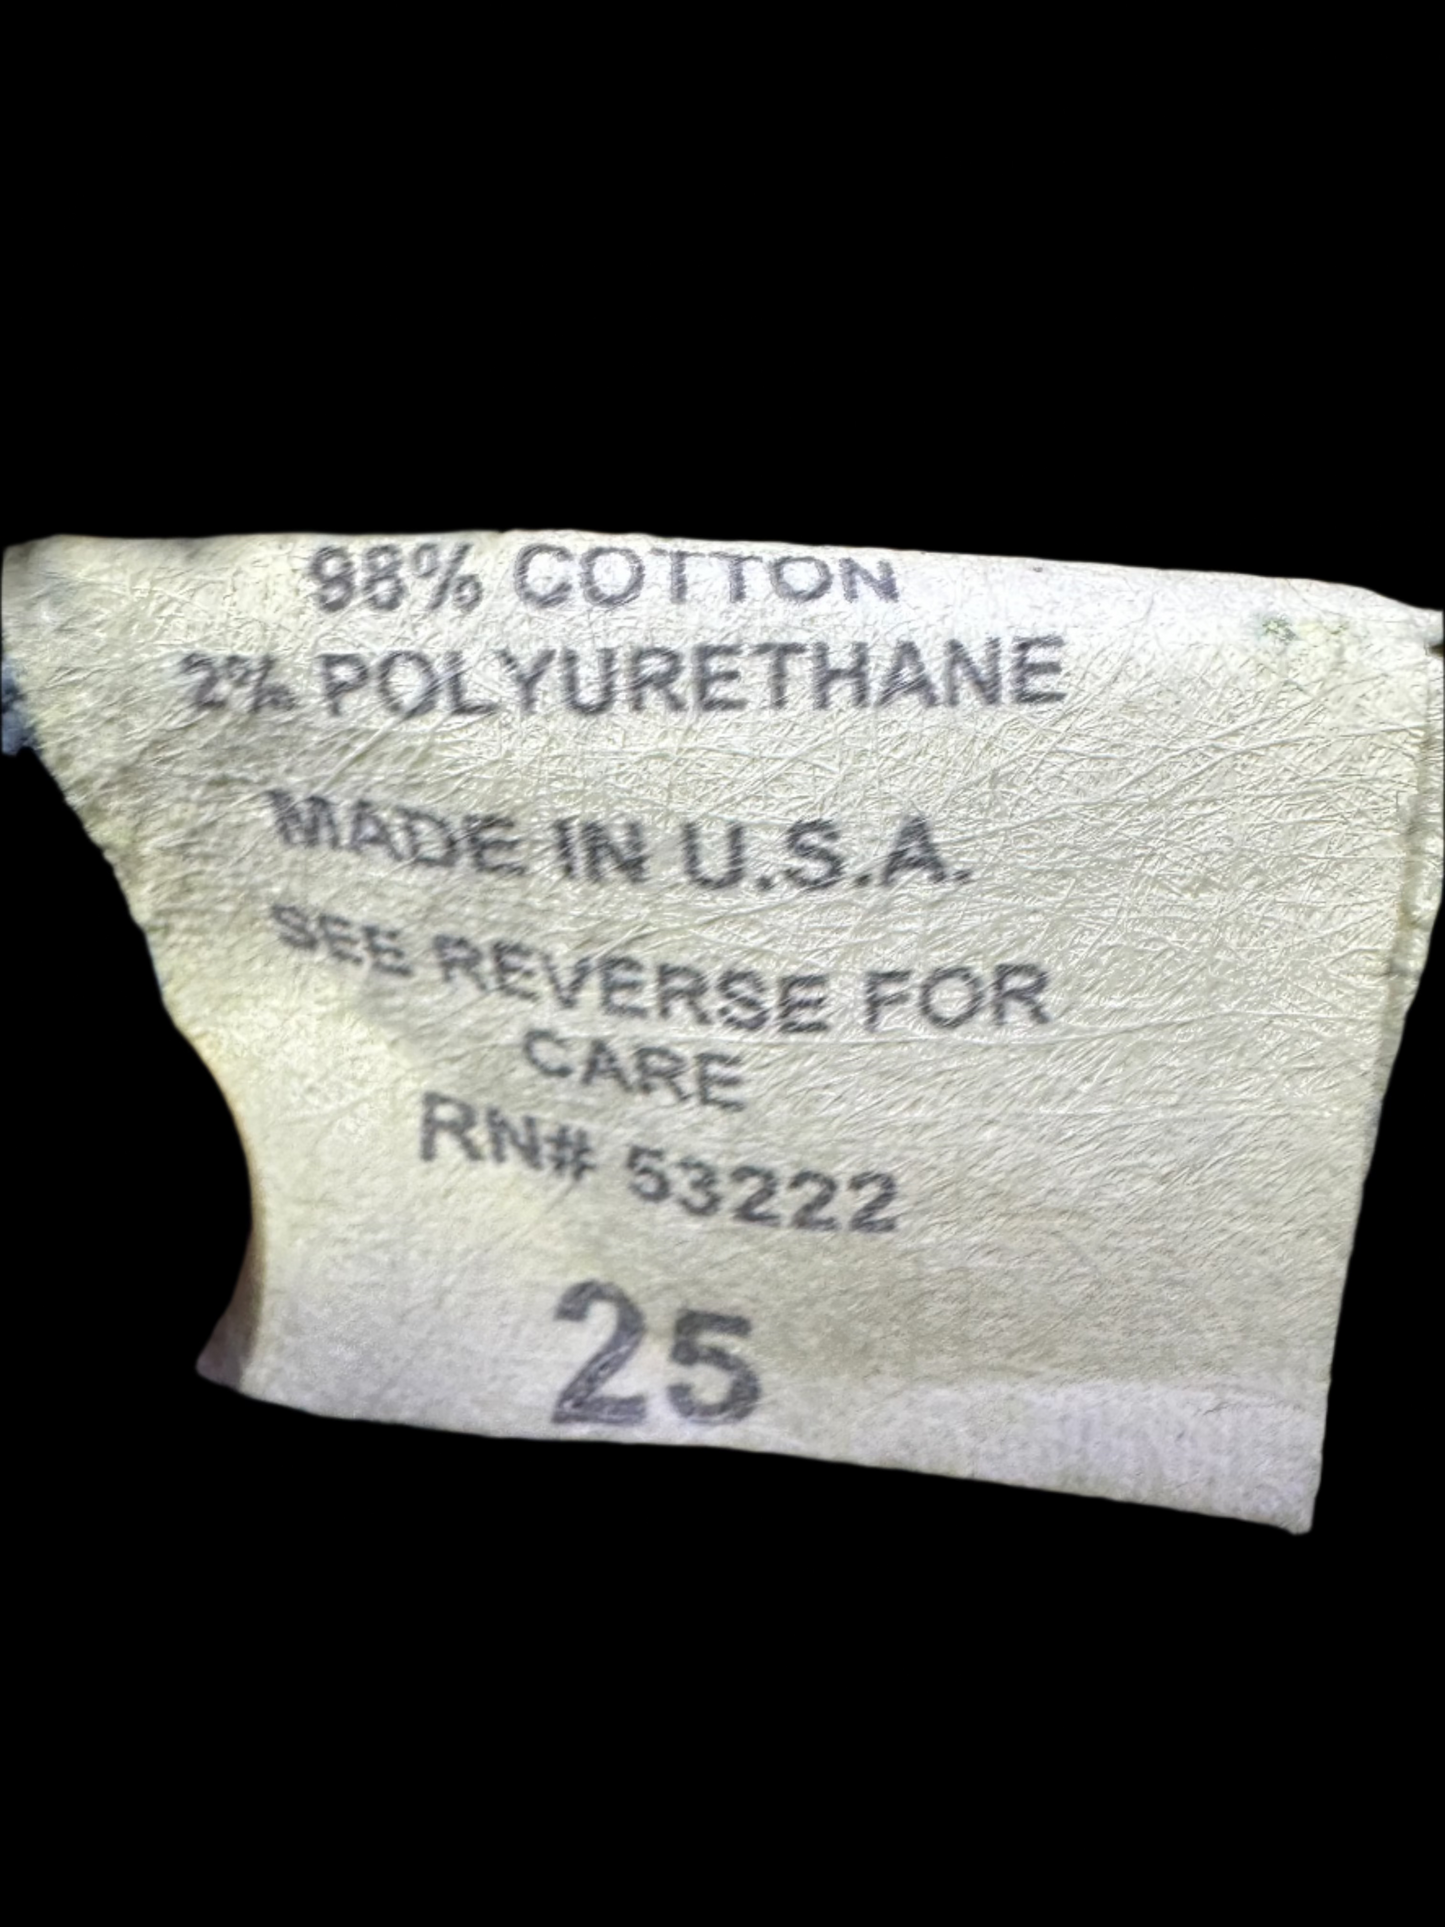 98% COTTON
2% POLYURETHANE
MADE IN U.S.A.
SEE REVERSE FOR
CARE
RN# 53222
25